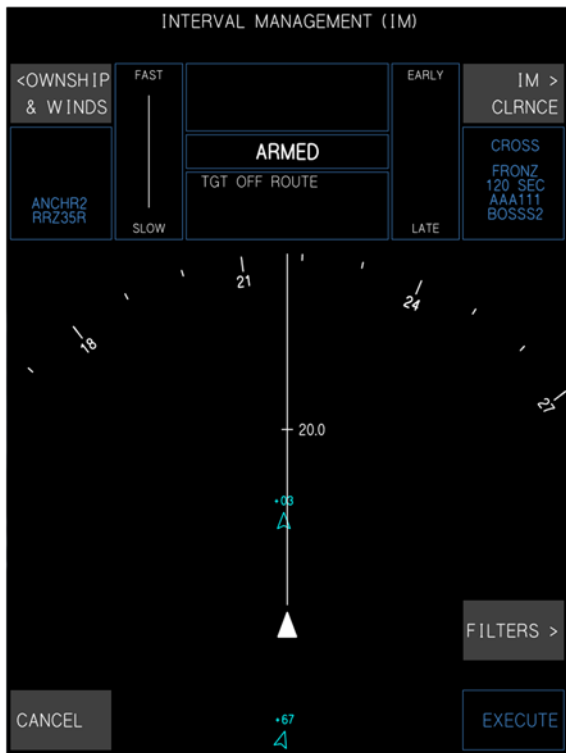 INTERVAL MANAGEMENT (IM)
<OWNSHIP
& WINDS
FAST
SLOW
ARMED
TGT OFF ROUTE
EARLY
LATE
IM >
CLRNCE
ANCHR2
RRZ35R
CROSS
FRONZ
120 SEC
AAA111
BOSSS2
18
21
24
27
20.0
+03
FILTERS >
CANCEL
+67
EXECUTE